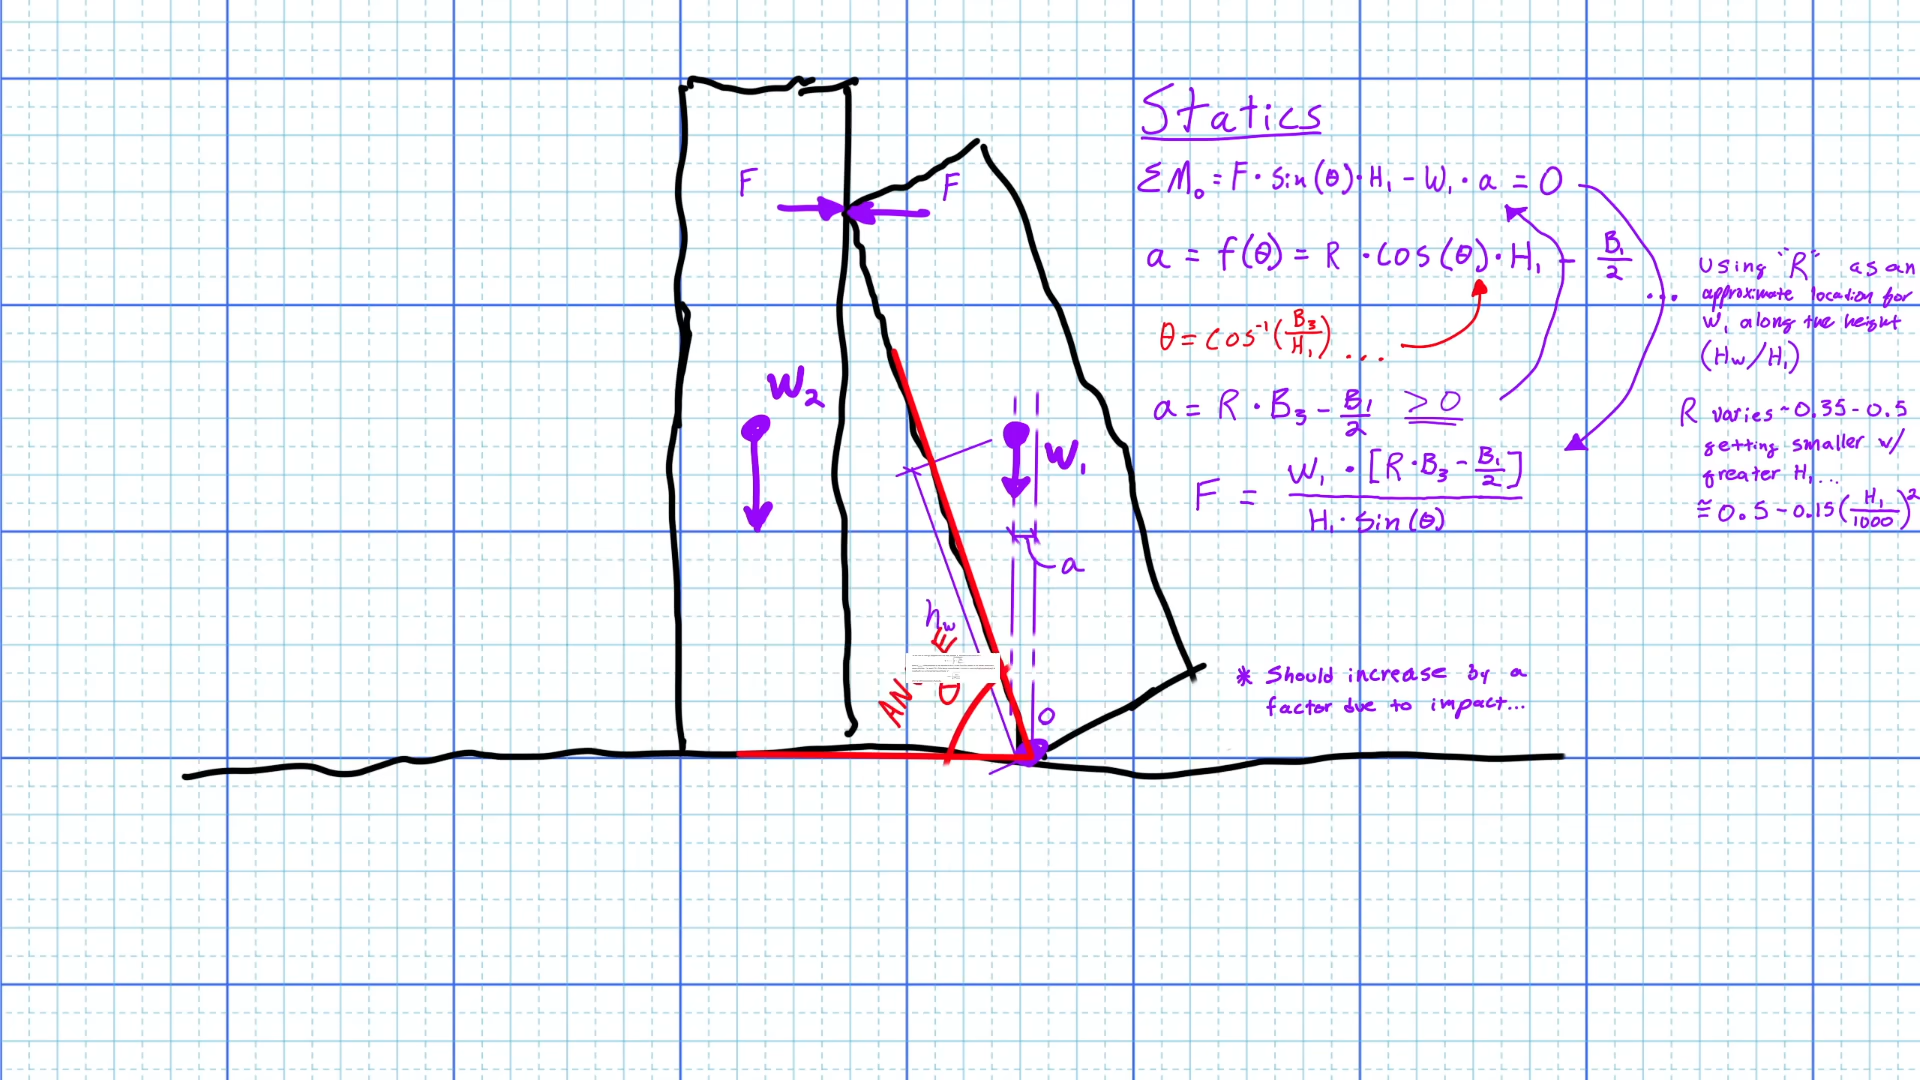 Statics
ΣM₀ = F · sin(θ) · H₁ - W₁ · a = 0
a = f(θ) = R · cos(θ) · H₁ - B₁/2
θ = cos⁻¹(B₃/H₁) ...
a = R · B₃ - B₁/2 ≥ 0
F = W₁ · [R · B₃ - B₁/2] / H₁ · sin(θ)
... Using "R" as an
approximate location for
W₁ along the height
(Hw/H₁)
R varies ~0.35 - 0.5
getting smaller w/
greater H₁...
≅ 0.5 - 0.15(H₁/1000)²
* Should increase by a
factor due to impact...
F
F
W₂
W₁
a
hw
θ
O